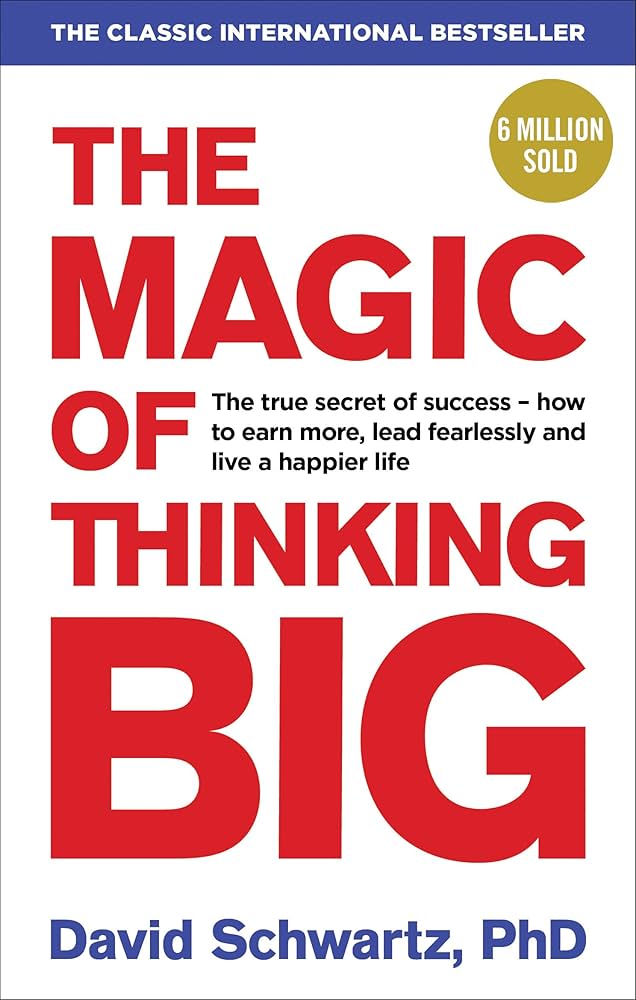 THE CLASSIC INTERNATIONAL BESTSELLER
6 MILLION
SOLD
THE
MAGIC
OF
The true secret of success – how
to earn more, lead fearlessly and
live a happier life
THINKING
BIG
David Schwartz, PhD